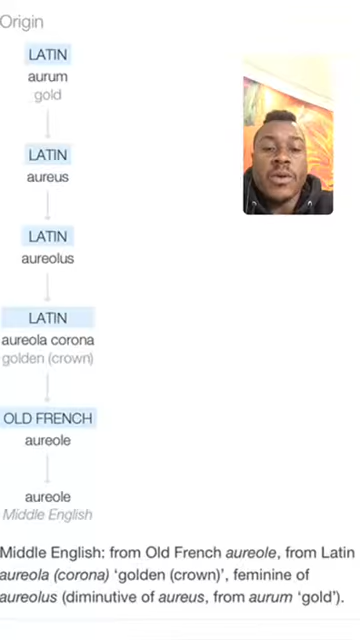 Origin
LATIN
aurum
gold
LATIN
aureus
LATIN
aureolus
LATIN
aureola corona
golden (crown)
OLD FRENCH
aureole
aureole
Middle English
Middle English: from Old French aureole, from Latin
aureola (corona) ‘golden (crown)’, feminine of
aureolus (diminutive of aureus, from aurum ‘gold’).